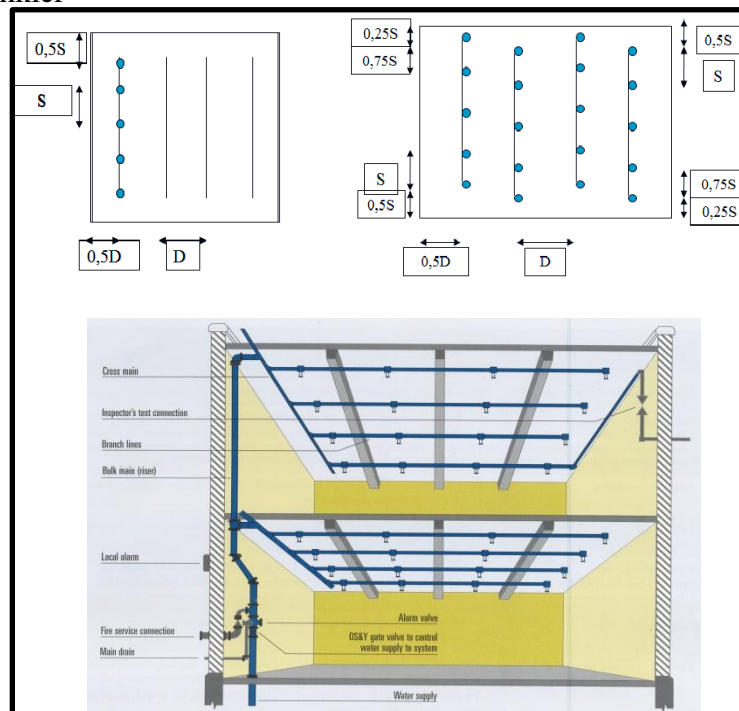 0,5S
S
0,5D
D
0,25S
0,75S
S
0,5S
0,5D
D
0,5S
S
0,75S
0,25S
Cross main
Inspector's test connection
Branch lines
Bulk main (riser)
Local alarm
Fire service connection
Main drain
Alarm valve
OS&Y gate valve to control
water supply to system
Water supply